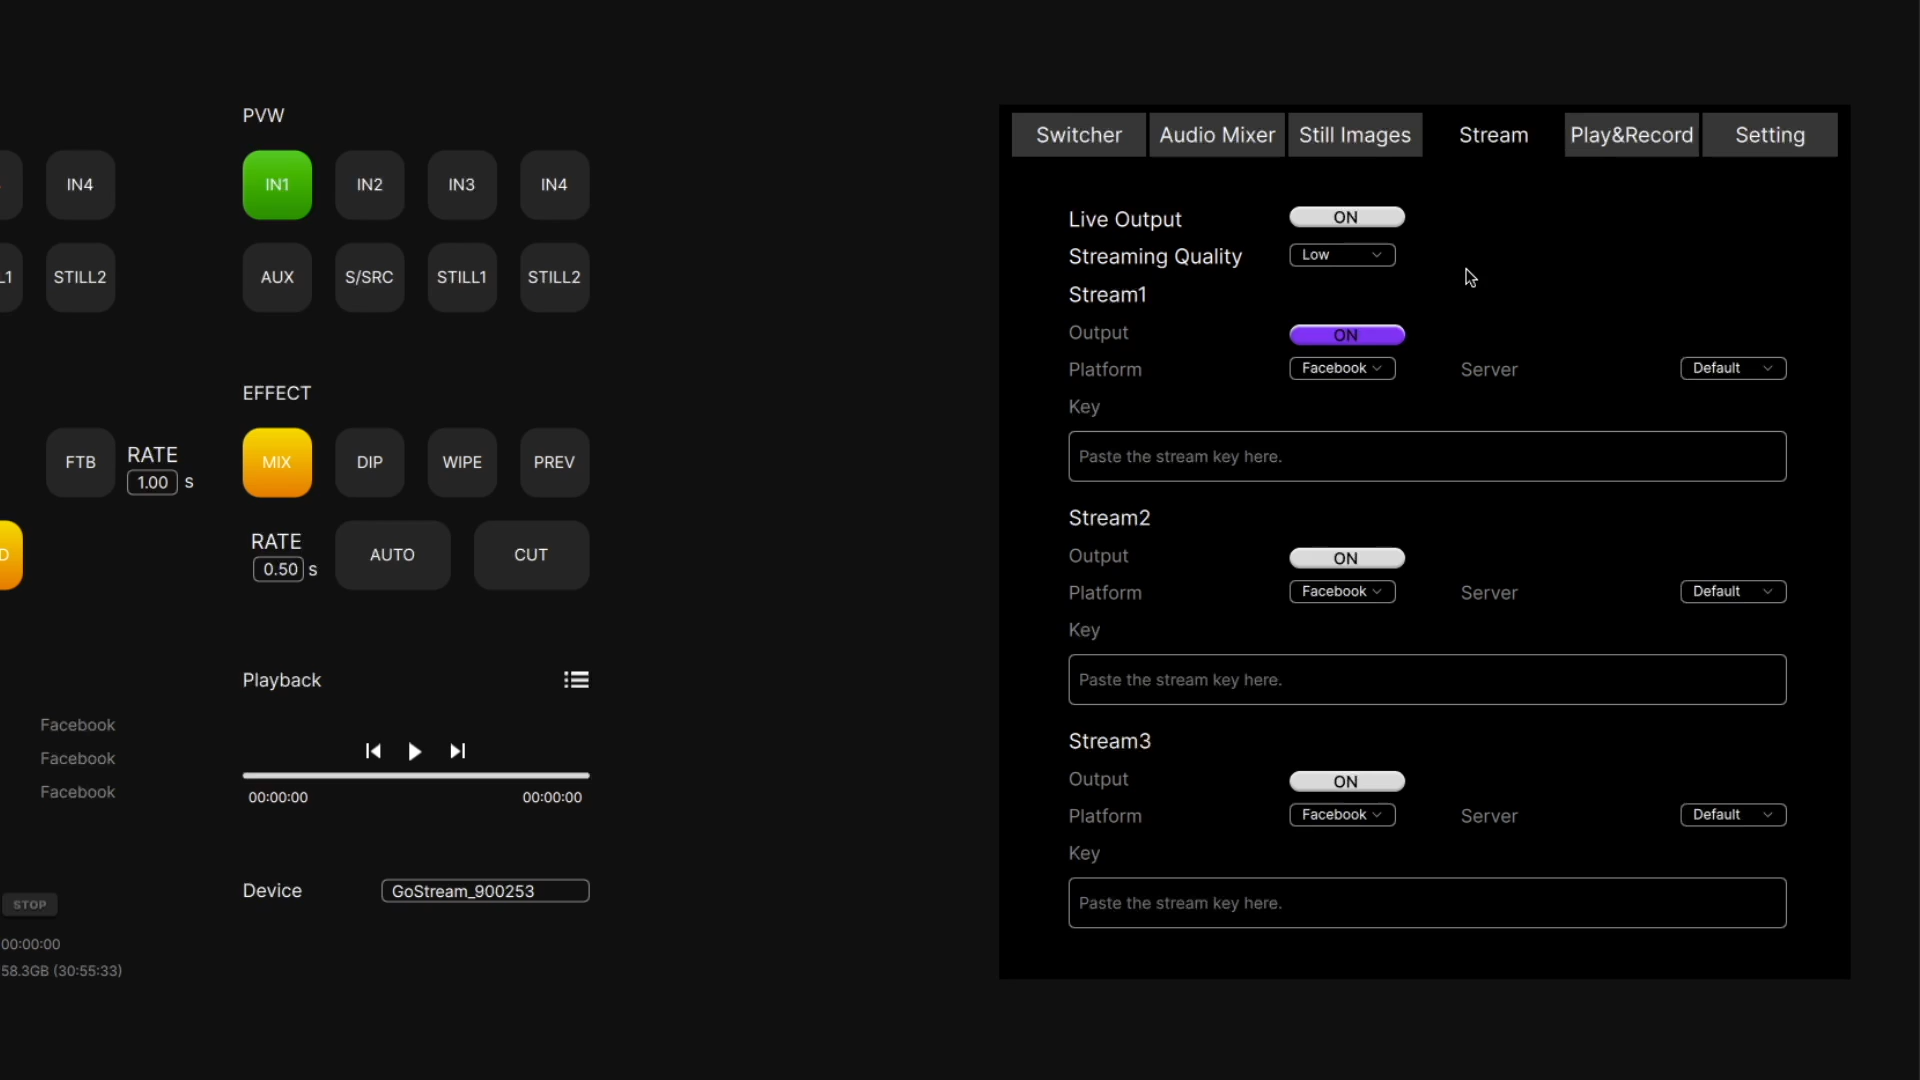 PVW
IN4
IN1
IN2
IN3
IN4
L1
STILL2
AUX
S/SRC
STILL1
STILL2
EFFECT
FTB
RATE
1.00 s
MIX
DIP
WIPE
PREV
D
RATE
0.50 s
AUTO
CUT
Playback
Facebook
Facebook
Facebook
00:00:00
00:00:00
Device
GoStream_900253
STOP
00:00:00
58.3GB (30:55:33)
Switcher
Audio Mixer
Still Images
Stream
Play&Record
Setting
Live Output
ON
Streaming Quality
Low
Stream1
Output
ON
Platform
Facebook
Server
Default
Key
Paste the stream key here.
Stream2
Output
ON
Platform
Facebook
Server
Default
Key
Paste the stream key here.
Stream3
Output
ON
Platform
Facebook
Server
Default
Key
Paste the stream key here.